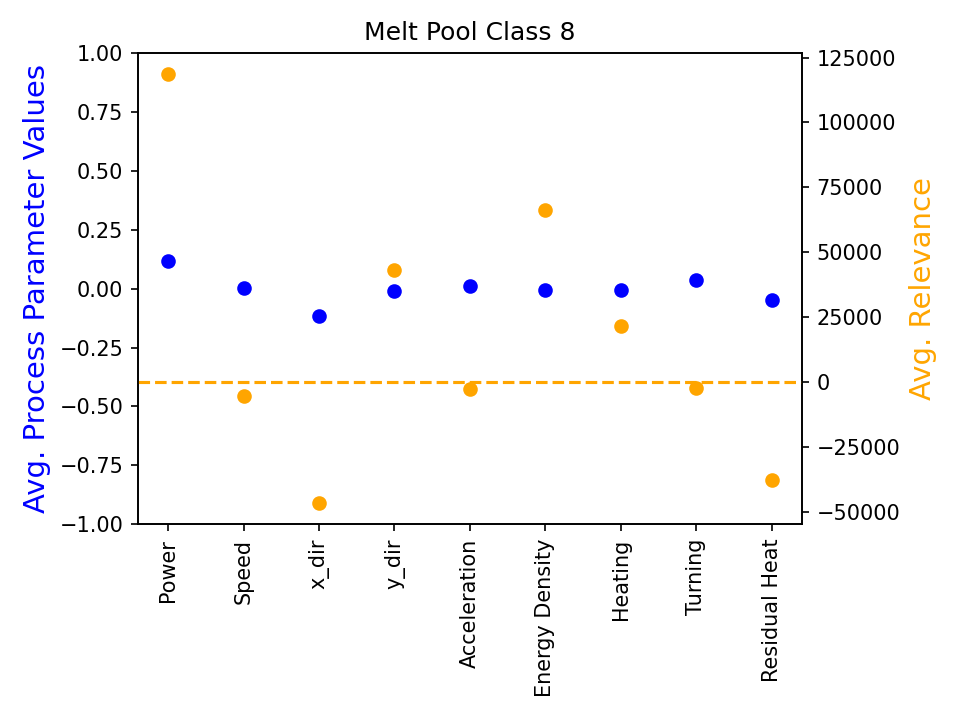 Melt Pool Class 8
Avg. Process Parameter Values
1.00
0.75
0.50
0.25
0.00
−0.25
−0.50
−0.75
−1.00
125000
100000
75000
50000
25000
0
−25000
−50000
Avg. Relevance
Power
Speed
x_dir
y_dir
Acceleration
Energy Density
Heating
Turning
Residual Heat